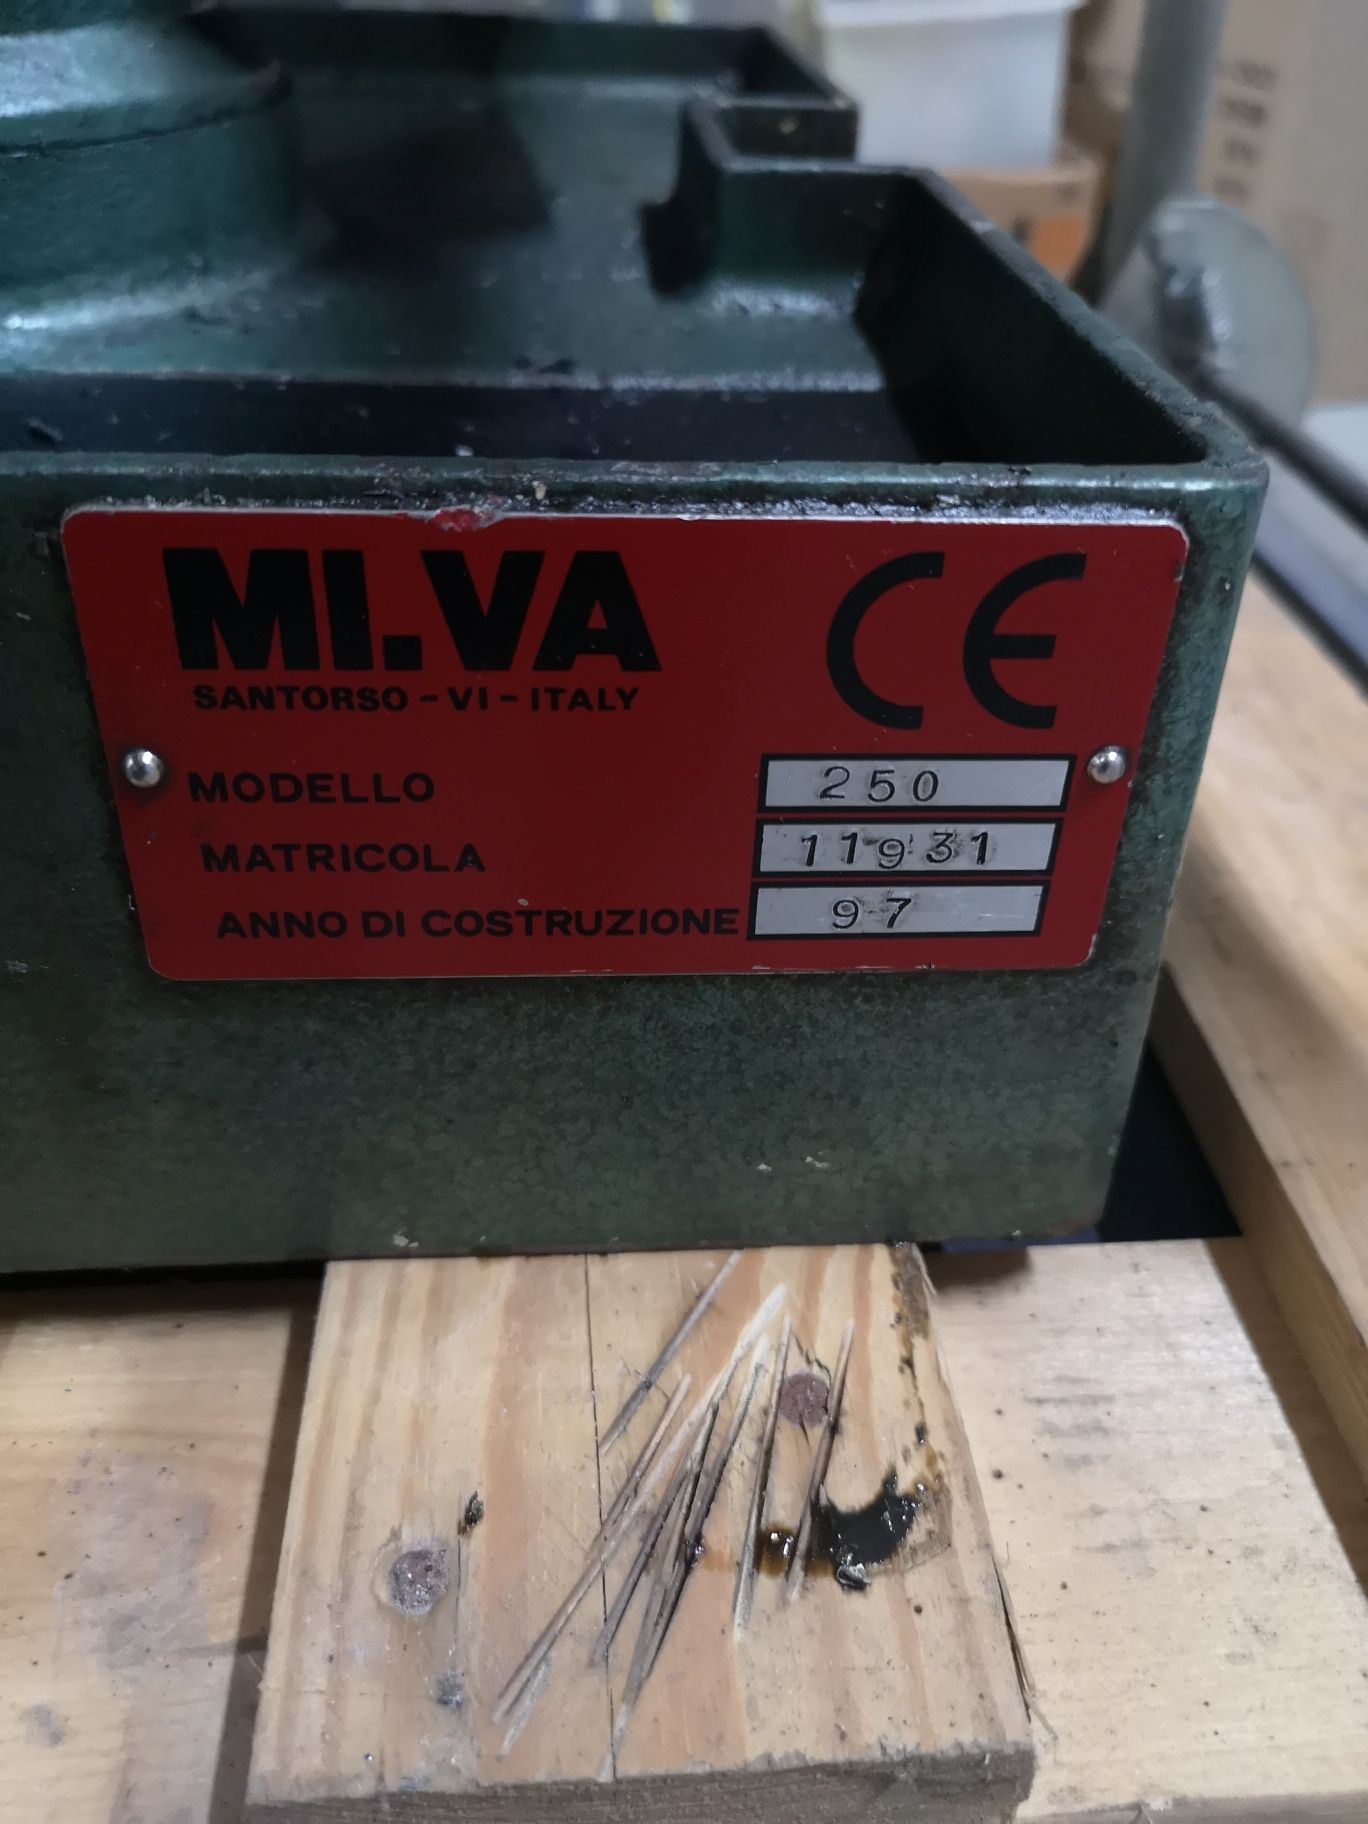 MI.VA CE
SANTORSO - VI - ITALY
MODELLO 250
MATRICOLA 11931
ANNO DI COSTRUZIONE 97